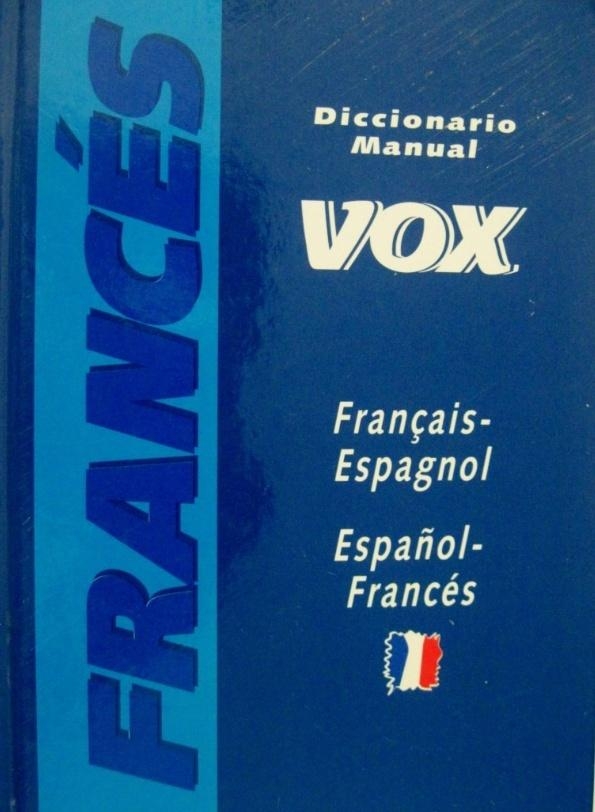 FRANCÉS
Diccionario
Manual
VOX
Français-
Espagnol
Español-
Francés